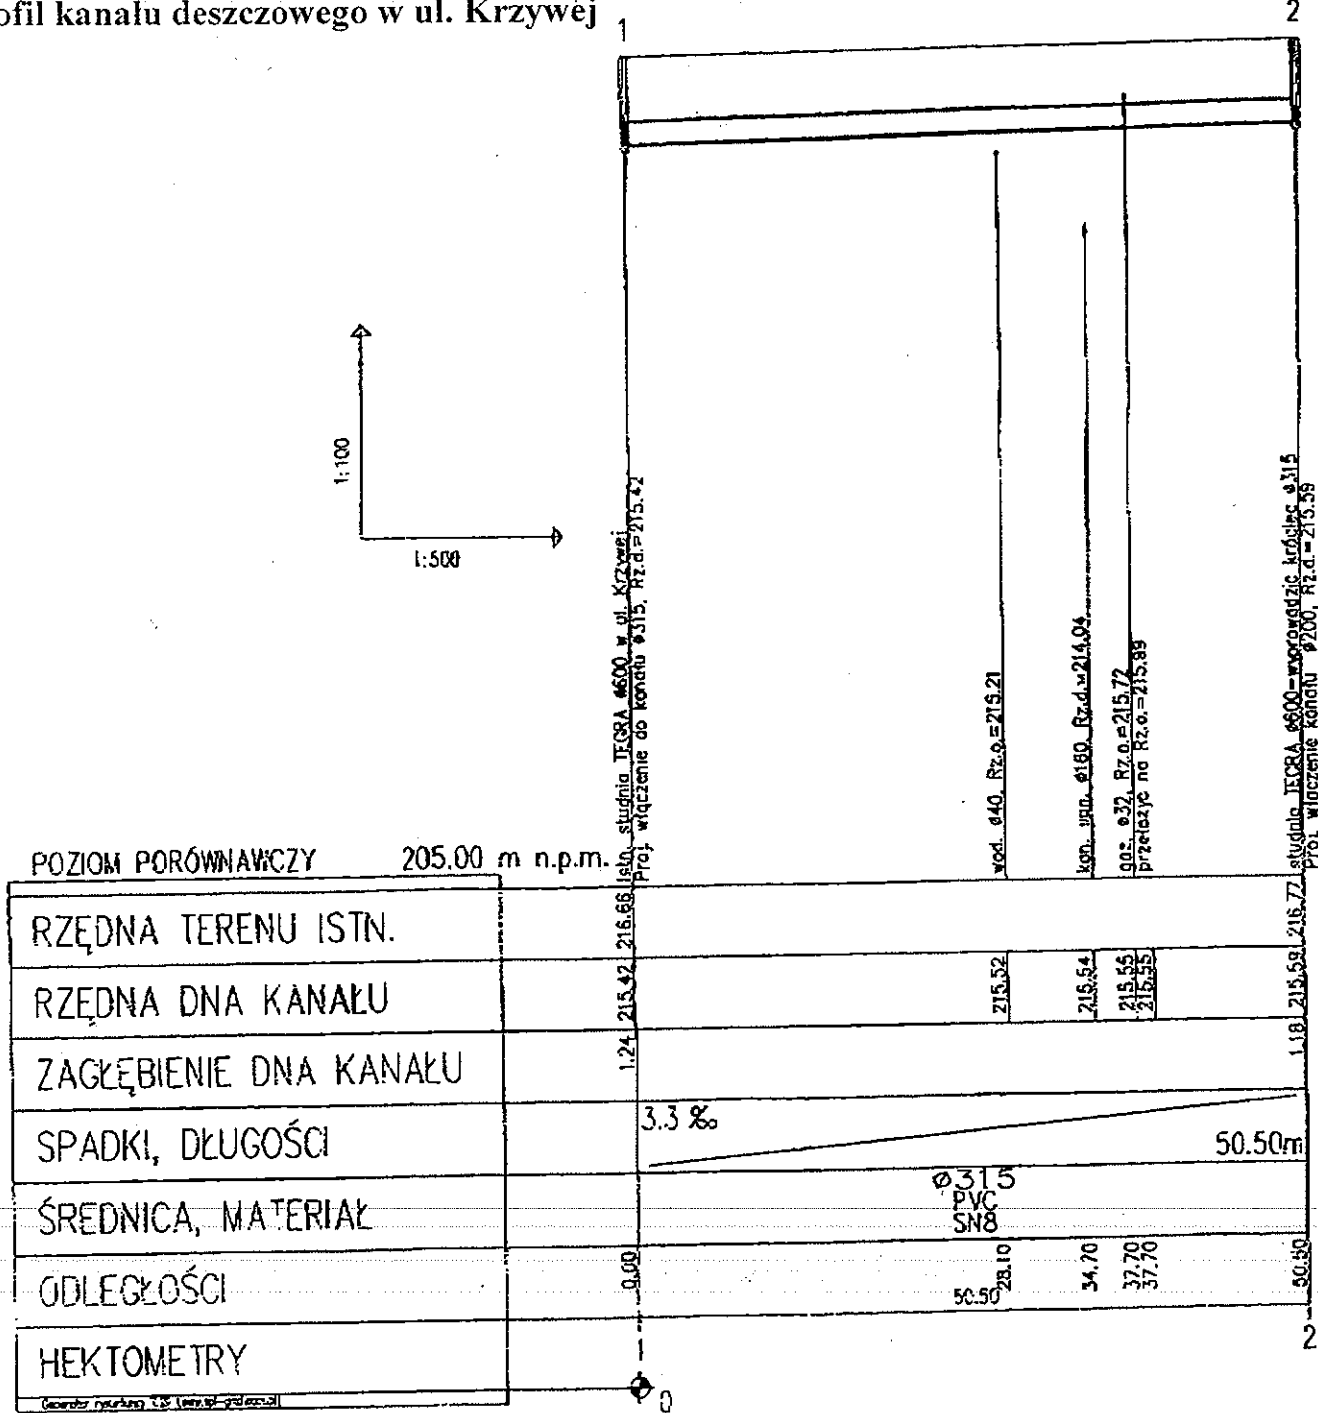 ofil kanału deszczowego w ul. Krzywej
1
2
1:100
1:500
Istn. studnia TEGRA ø600 w ul. Krzywej
Proj. włączenie do kanału ø315, Rz.d.=215.42
wod. ø40, Rz.o.=215.21
kan. ø160, Rz.d.=214.04
gaz. ø32, Rz.o.=215.72
przełożyć na Rz.o.=215.89
studnia TEGRA ø600-wyprowadzić króciec ø315
Proj. włączenie kanału ø200, Rz.d.=215.59
POZIOM PORÓWNAWCZY 205.00 m n.p.m.
RZĘDNA TERENU ISTN. 216.66 216.77
RZĘDNA DNA KANAŁU 215.42 215.52 215.54 215.55 215.55 215.59
ZAGŁĘBIENIE DNA KANAŁU 1.24 1.18
SPADKI, DŁUGOŚCI 3.3 ‰ 50.50m
ŚREDNICA, MATERIAŁ ø315
PVC
SN8
ODLEGŁOŚCI 0.00 50.50 28.10 34.70 37.70 37.70 50.50
2
HEKTOMETRY
0